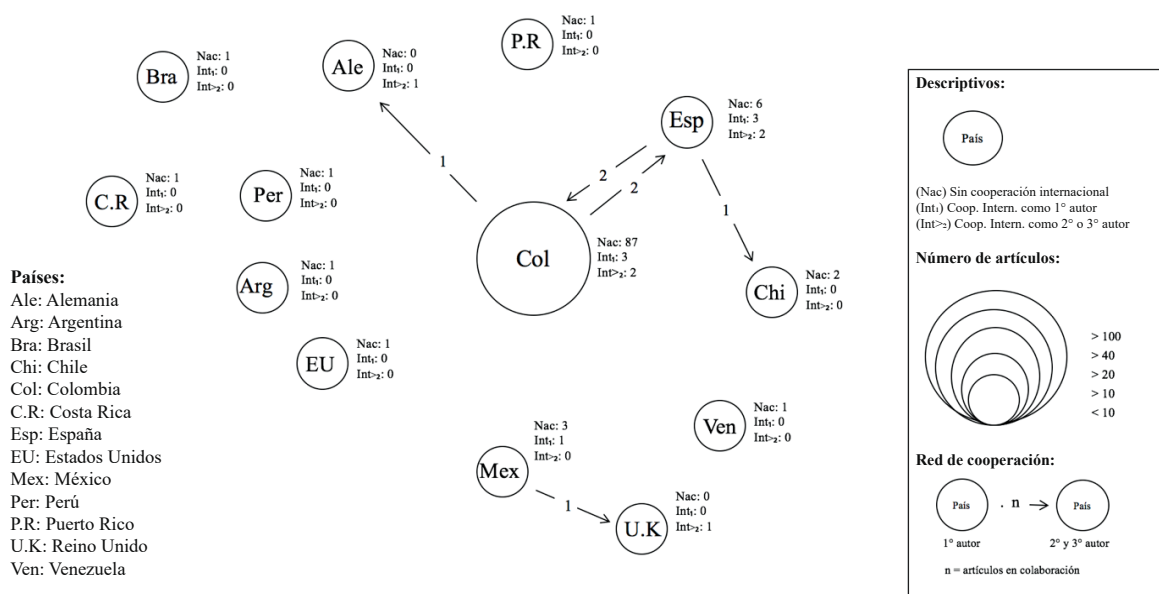 P.R
Nac: 1
Int₁: 0
Int>₂: 0
Bra
Nac: 1
Int₁: 0
Int>₂: 0
Ale
Nac: 0
Int₁: 0
Int>₂: 1
Esp
Nac: 6
Int₁: 3
Int>₂: 2
1
2
2
1
C.R
Nac: 1
Int₁: 0
Int>₂: 0
Per
Nac: 1
Int₁: 0
Int>₂: 0
Col
Nac: 87
Int₁: 3
Int>₂: 2
Arg
Nac: 1
Int₁: 0
Int>₂: 0
Chi
Nac: 2
Int₁: 0
Int>₂: 0
EU
Nac: 1
Int₁: 0
Int>₂: 0
Ven
Nac: 1
Int₁: 0
Int>₂: 0
Mex
Nac: 3
Int₁: 1
Int>₂: 0
1
U.K
Nac: 0
Int₁: 0
Int>₂: 1
Países:
Ale: Alemania
Arg: Argentina
Bra: Brasil
Chi: Chile
Col: Colombia
C.R: Costa Rica
Esp: España
EU: Estados Unidos
Mex: México
Per: Perú
P.R: Puerto Rico
U.K: Reino Unido
Ven: Venezuela
Descriptivos:
País
(Nac) Sin cooperación internacional
(Int₁) Coop. Intern. como 1° autor
(Int>₂) Coop. Intern. como 2° o 3° autor
Número de artículos:
> 100
> 40
> 20
> 10
< 10
Red de cooperación:
País . n País
1° autor 2° y 3° autor
n = artículos en colaboración